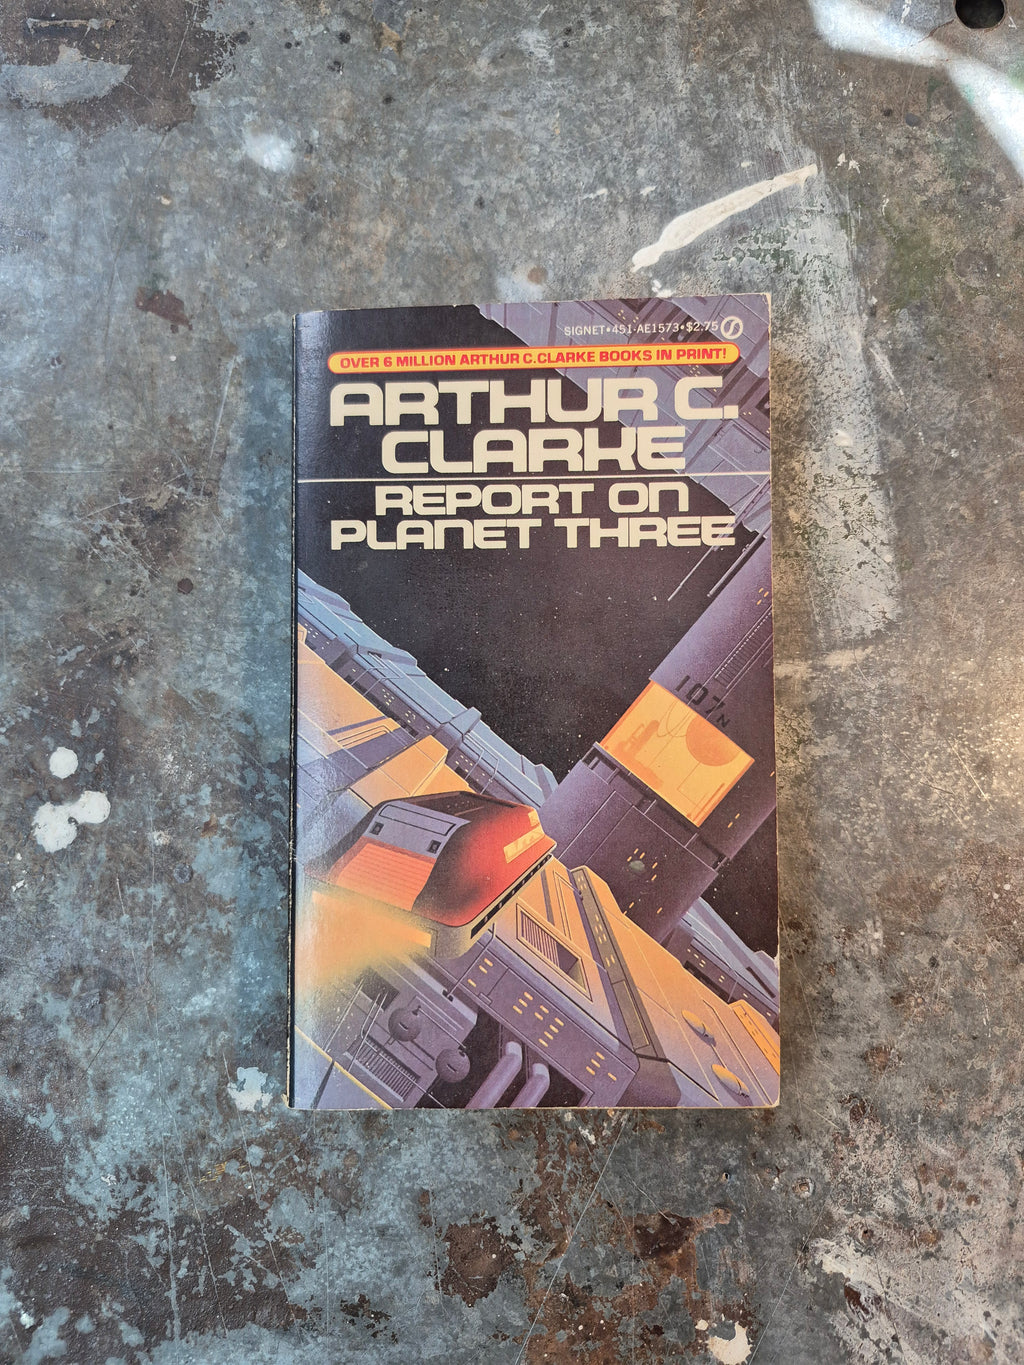 SIGNET•451-AE1573•$2.75
OVER 6 MILLION ARTHUR C. CLARKE BOOKS IN PRINT!
ARTHUR C.
CLARKE
REPORT ON
PLANET THREE
107N